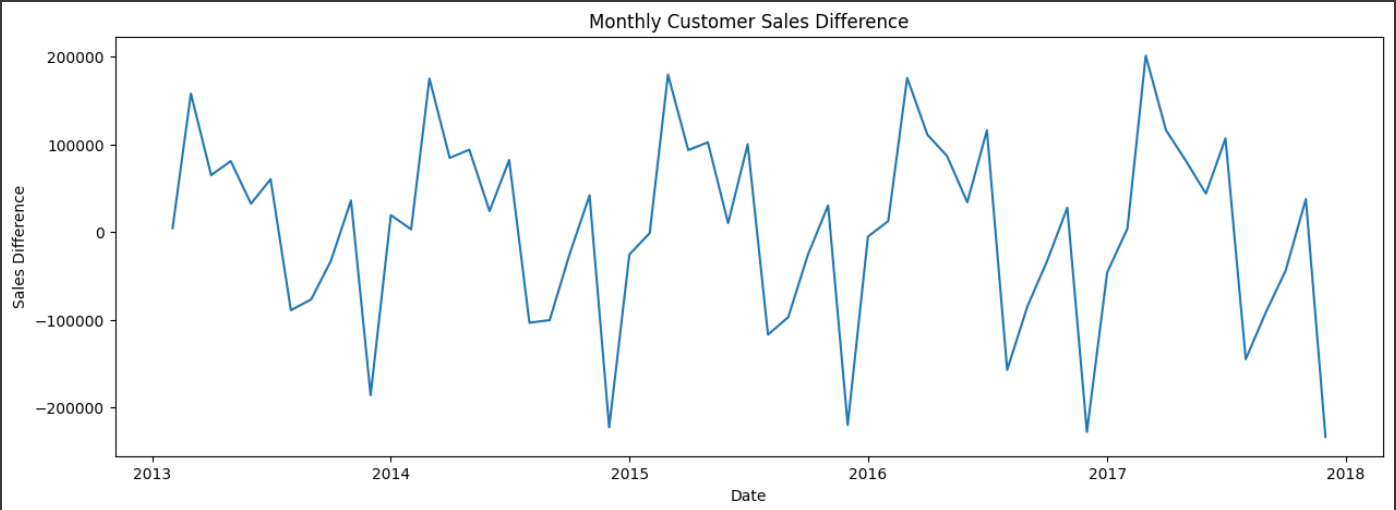 Monthly Customer Sales Difference
200000
100000
0
−100000
−200000
Sales Difference
2013 2014 2015 2016 2017 2018
Date